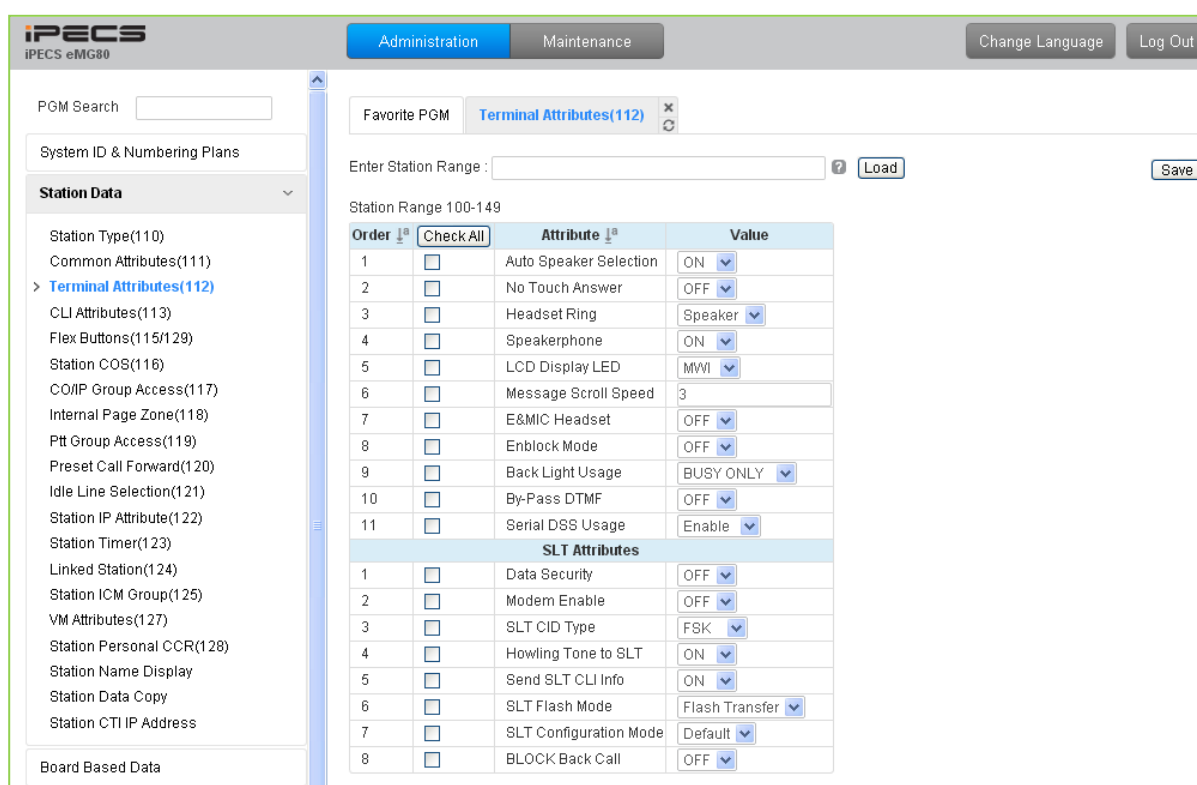 iPECS
iPECS eMG80
Administration
Maintenance
Change Language
Log Out
PGM Search
System ID & Numbering Plans
Station Data
Station Type(110)
Common Attributes(111)
> Terminal Attributes(112)
CLI Attributes(113)
Flex Buttons(115/129)
Station COS(116)
CO/IP Group Access(117)
Internal Page Zone(118)
Ptt Group Access(119)
Preset Call Forward(120)
Idle Line Selection(121)
Station IP Attribute(122)
Station Timer(123)
Linked Station(124)
Station ICM Group(125)
VM Attributes(127)
Station Personal CCR(128)
Station Name Display
Station Data Copy
Station CTI IP Address
Board Based Data
Favorite PGM
Terminal Attributes(112)
Enter Station Range : ? Load
Save
Station Range 100-149
Order Check All Attribute Value
1 Auto Speaker Selection ON
2 No Touch Answer OFF
3 Headset Ring Speaker
4 Speakerphone ON
5 LCD Display LED MWI
6 Message Scroll Speed 3
7 E&MIC Headset OFF
8 Enblock Mode OFF
9 Back Light Usage BUSY ONLY
10 By-Pass DTMF OFF
11 Serial DSS Usage Enable
SLT Attributes
1 Data Security OFF
2 Modem Enable OFF
3 SLT CID Type FSK
4 Howling Tone to SLT ON
5 Send SLT CLI Info ON
6 SLT Flash Mode Flash Transfer
7 SLT Configuration Mode Default
8 BLOCK Back Call OFF